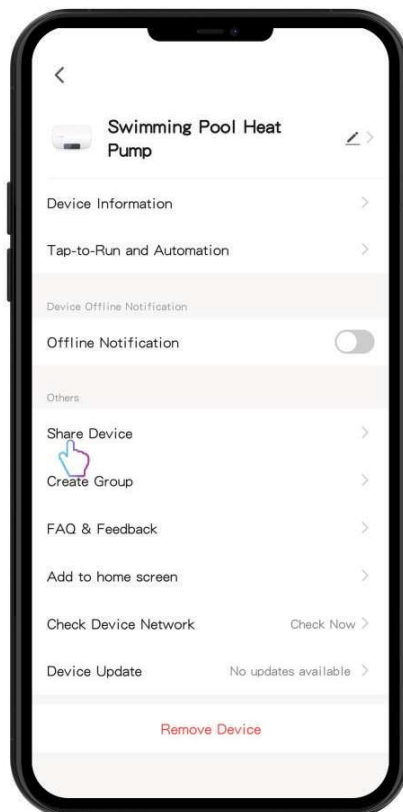 Swimming Pool Heat
Pump
Device Information
Tap-to-Run and Automation
Device Offline Notification
Offline Notification
Others
Share Device
Create Group
FAQ & Feedback
Add to home screen
Check Device Network Check Now
Device Update No updates available
Remove Device